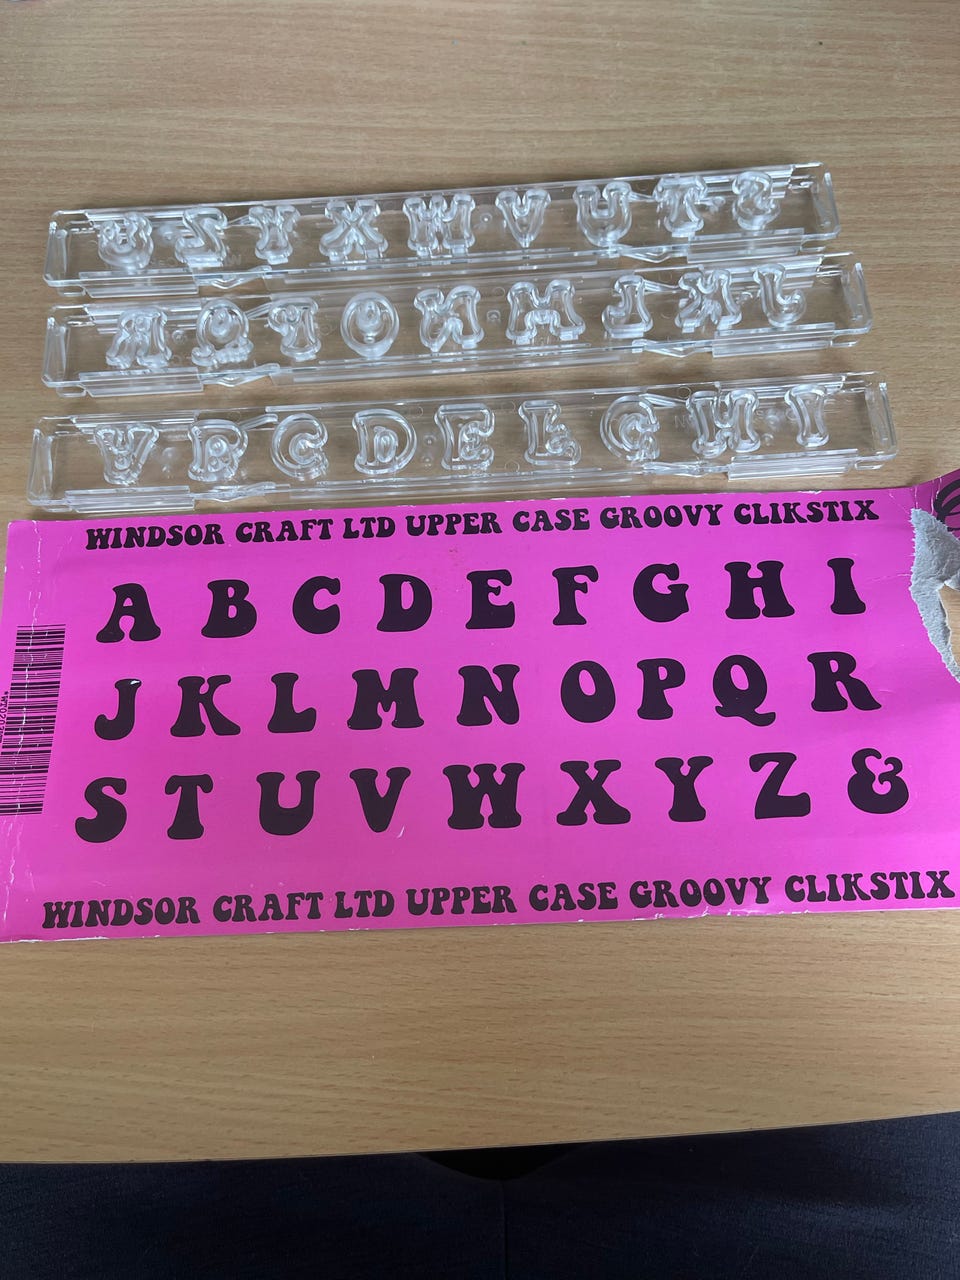 & Z Y X W V U T S
R Q P O N M J K L
A B C D E F G H I
WINDSOR CRAFT LTD UPPER CASE GROOVY CLIKSTIX
A B C D E F G H I
J K L M N O P Q R
S T U V W X Y Z &
WINDSOR CRAFT LTD UPPER CASE GROOVY CLIKSTIX